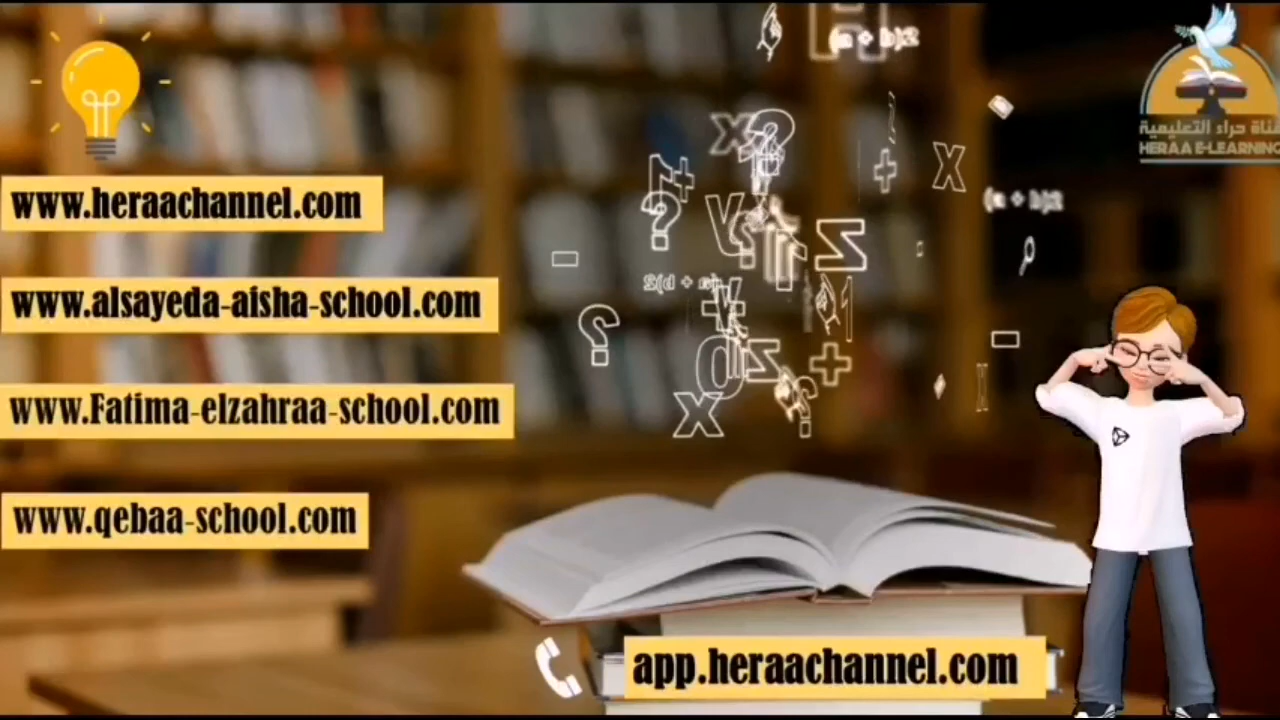 (a + b)2
قناة حراء التعليمية
HERAA E-LEARNING
www.heraachannel.com
www.alsayeda-aisha-school.com
www.Fatima-elzahraa-school.com
www.qebaa-school.com
app.heraachannel.com